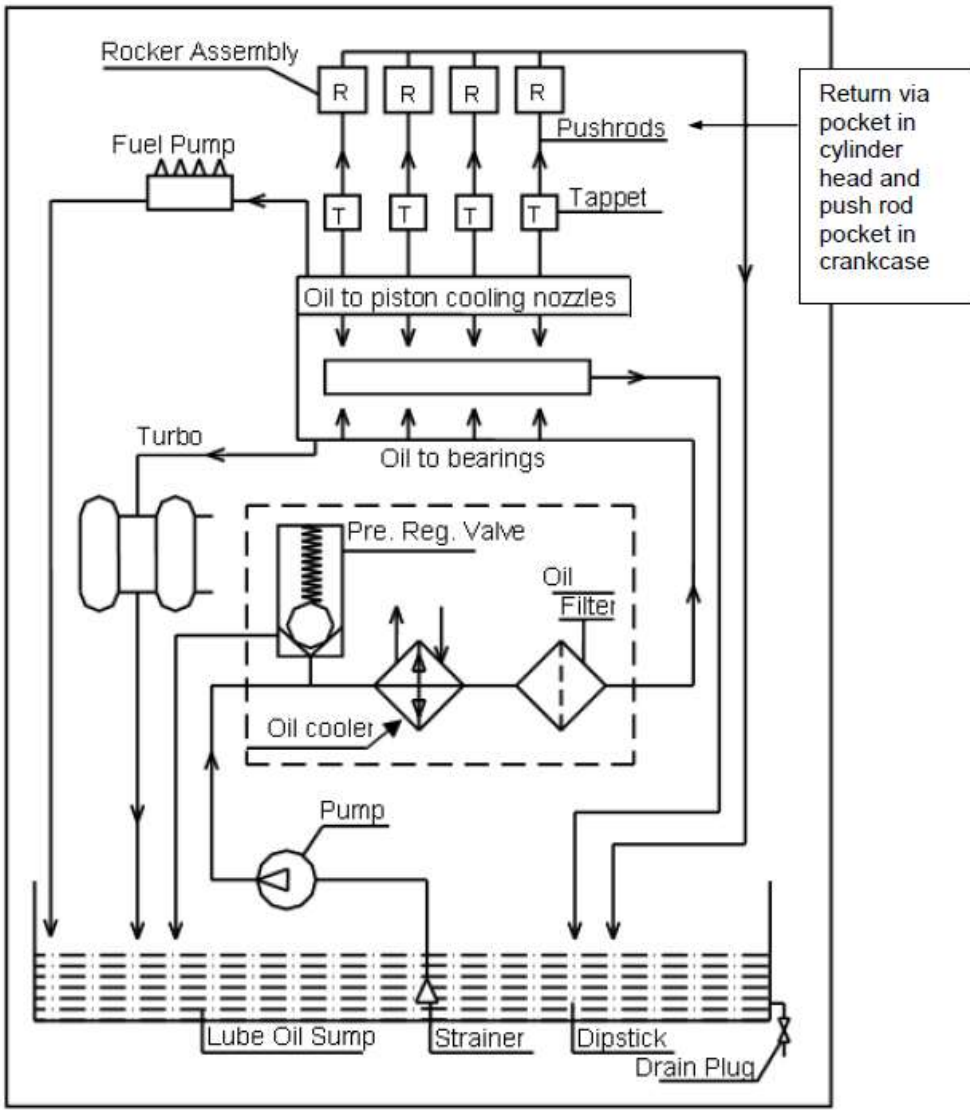 Rocker Assembly
R
R
R
R
Return via
pocket in
cylinder
head and
push rod
pocket in
crankcase
Pushrods
Fuel Pump
Tappet
T
T
T
T
Oil to piston cooling nozzles
Turbo
Oil to bearings
Pre. Reg. Valve
Oil
Filter
Oil cooler
Pump
Lube Oil Sump
Strainer
Dipstick
Drain Plug